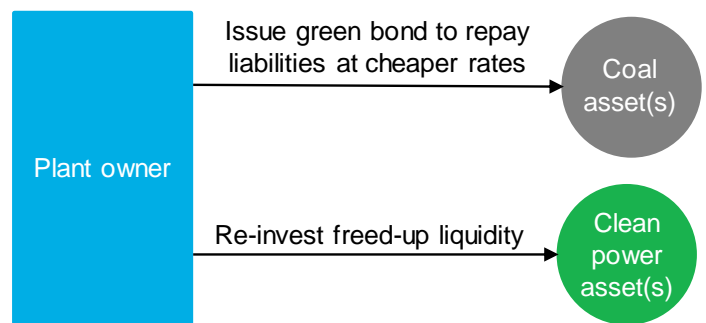 Issue green bond to repay
liabilities at cheaper rates
Coal
asset(s)
Plant owner
Re-invest freed-up liquidity
Clean
power
asset(s)